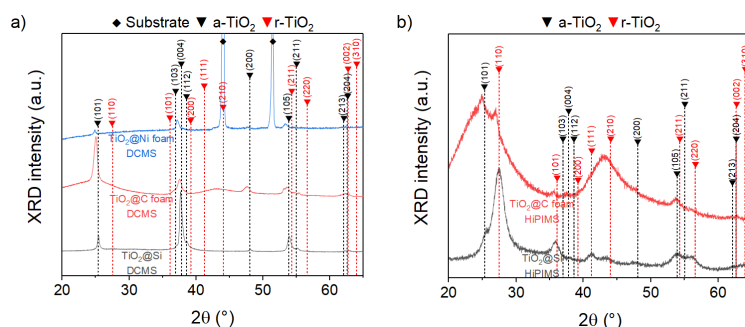 a)
◆ Substrate ▼ a-TiO₂ ▼ r-TiO₂
XRD intensity (a.u.)
(101)
(110)
(101)
(103)
(004)
(112)
(200)
(111)
(210)
(200)
(105)
(211)
(211)
(220)
(213)
(204)
(002)
(310)
TiO₂@Ni foam
DCMS
TiO₂@C foam
DCMS
TiO₂@Si
DCMS
20 30 40 50 60
2θ (°)
b)
▼ a-TiO₂ ▼ r-TiO₂
XRD intensity (a.u.)
(101)
(110)
(101)
(103)
(004)
(112)
(200)
(111)
(210)
(200)
(105)
(211)
(211)
(220)
(213)
(204)
(002)
TiO₂@C foam
HiPIMS
TiO₂@Si
HiPIMS
20 30 40 50 60
2θ (°)